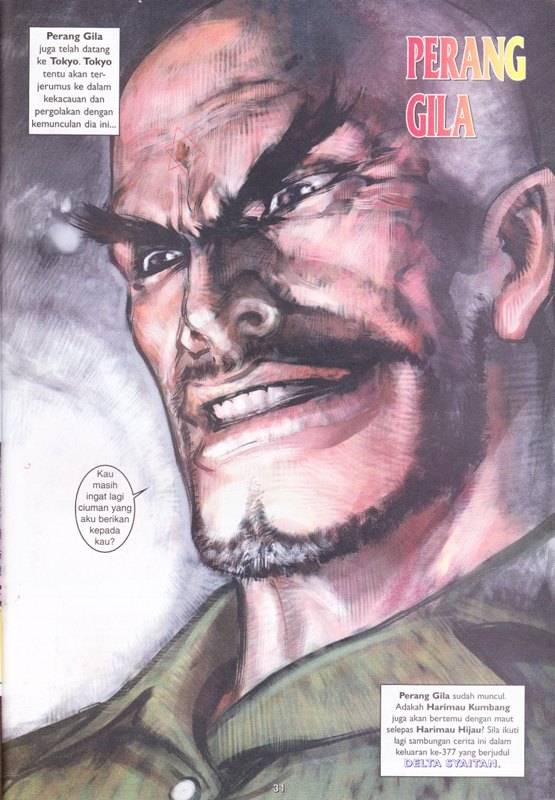 Perang Gila
juga telah datang
ke Tokyo. Tokyo
tentu akan ter-
jerumus ke dalam
kekacauan dan
pergolakan dengan
kemunculan dia ini...
PERANG
GILA
Kau
masih
ingat lagi
ciuman yang
aku berikan
kepada
kau?
Perang Gila sudah muncul.
Adakah Harimau Kumbang
juga akan bertemu dengan maut
selepas Harimau Hijau? Sila ikuti
lagi sambungan cerita ini dalam
keluaran ke-377 yang berjudul
DELTA SYAITAN.
31